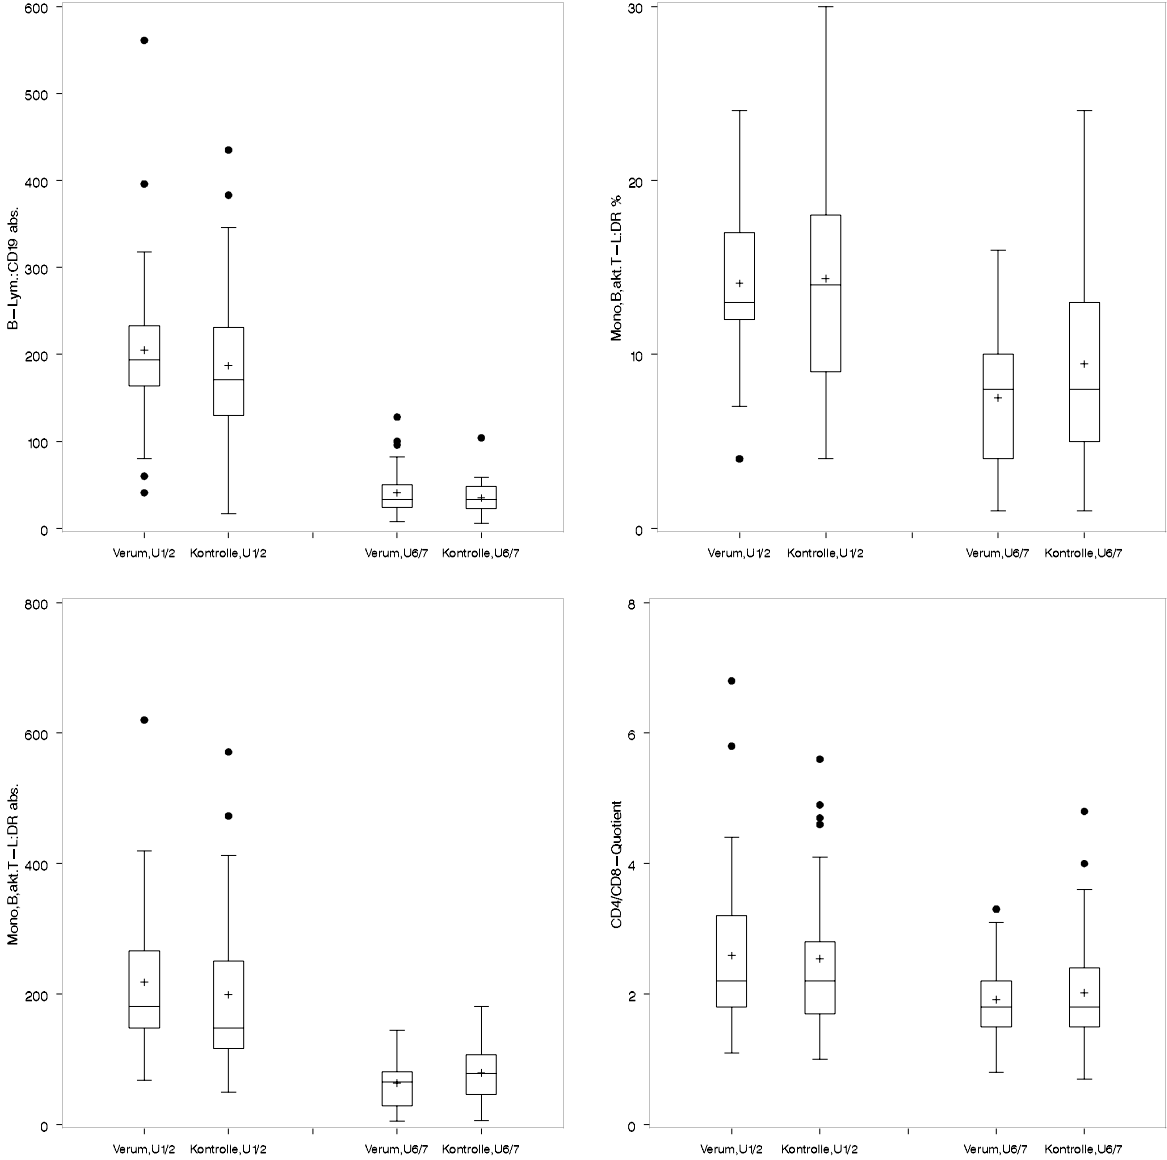 B–Lym.:CD19 abs.
600
500
400
300
200
100
0
Verum,U1/2 Kontrolle,U1/2 Verum,U6/7 Kontrolle,U6/7
Mono,B,akt.T–L:DR %
30
20
10
0
Verum,U1/2 Kontrolle,U1/2 Verum,U6/7 Kontrolle,U6/7
Mono,B,akt.T–L:DR abs.
800
600
400
200
0
Verum,U1/2 Kontrolle,U1/2 Verum,U6/7 Kontrolle,U6/7
CD4/CD8–Quotient
8
6
4
2
0
Verum,U1/2 Kontrolle,U1/2 Verum,U6/7 Kontrolle,U6/7